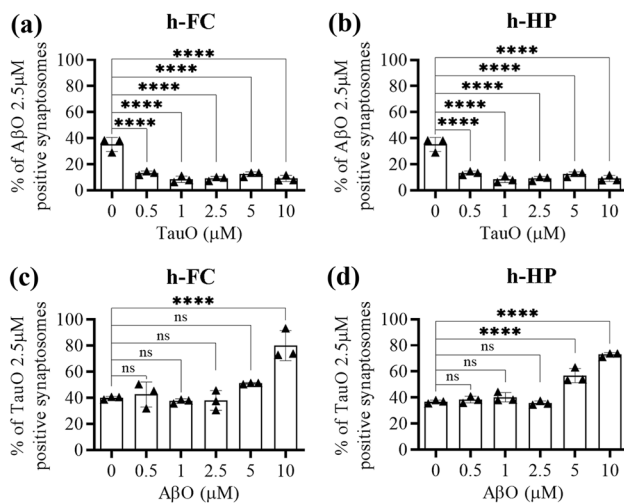 (a) h-FC
% of AβO 2.5μM
positive synaptosomes
100
80
60
40
20
0
****
****
****
****
****
0 0.5 1 2.5 5 10
TauO (μM)
(b) h-HP
% of AβO 2.5μM
positive synaptosomes
100
80
60
40
20
0
****
****
****
****
****
0 0.5 1 2.5 5 10
TauO (μM)
(c) h-FC
% of TauO 2.5μM
positive synaptosomes
100
80
60
40
20
0
****
ns
ns
ns
ns
0 0.5 1 2.5 5 10
AβO (μM)
(d) h-HP
% of TauO 2.5μM
positive synaptosomes
100
80
60
40
20
0
****
****
ns
ns
ns
0 0.5 1 2.5 5 10
AβO (μM)